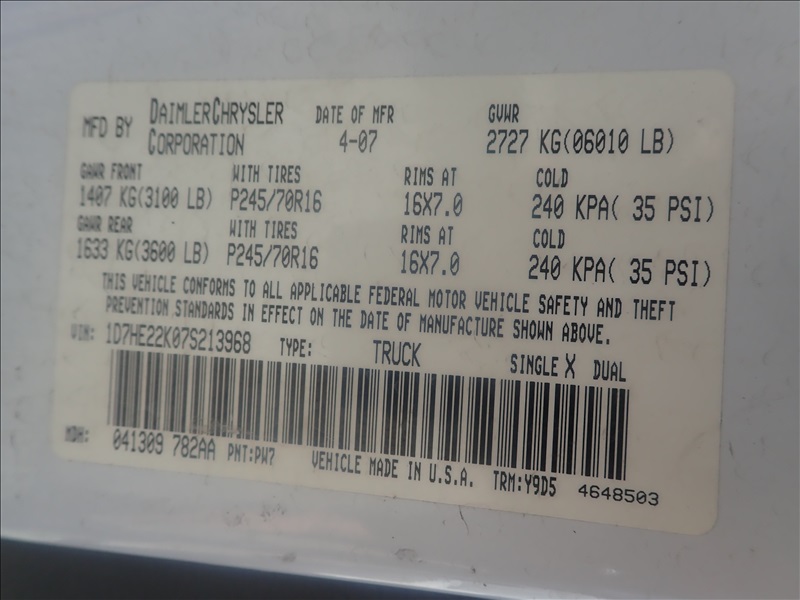 MFD BY DAIMLERCHRYSLER CORPORATION
DATE OF MFR 4-07
GVWR 2727 KG(06010 LB)
GAWR FRONT WITH TIRES RIMS AT COLD
1407 KG(3100 LB) P245/70R16 16X7.0 240 KPA( 35 PSI)
GAWR REAR WITH TIRES RIMS AT COLD
1633 KG(3600 LB) P245/70R16 16X7.0 240 KPA( 35 PSI)
THIS VEHICLE CONFORMS TO ALL APPLICABLE FEDERAL MOTOR VEHICLE SAFETY AND THEFT
PREVENTION STANDARDS IN EFFECT ON THE DATE OF MANUFACTURE SHOWN ABOVE.
VIN: 1D7HE22K07S213968 TYPE: TRUCK SINGLE X DUAL
MDH: 041309 782AA PNT:PW7 VEHICLE MADE IN U.S.A. TRM:Y9D5 4648503